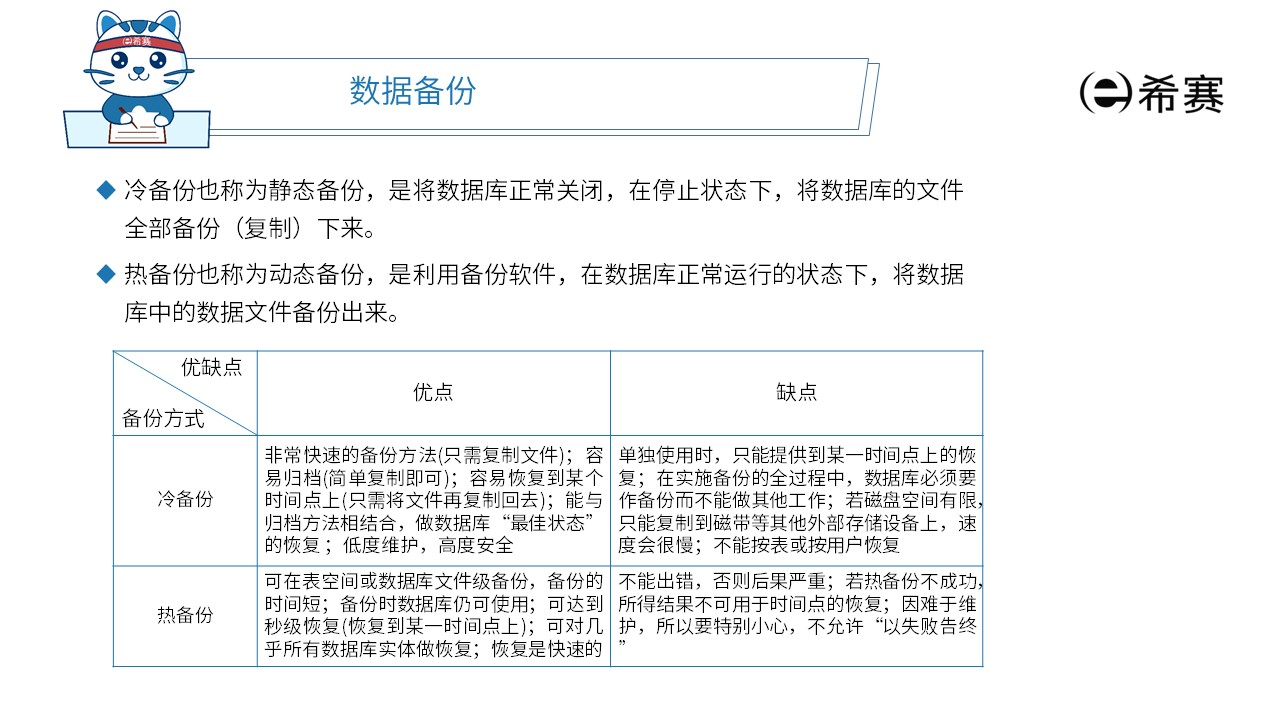 希赛
数据备份
希赛
冷备份也称为静态备份，是将数据库正常关闭，在停止状态下，将数据库的文件
全部备份（复制）下来。
热备份也称为动态备份，是利用备份软件，在数据库正常运行的状态下，将数据
库中的数据文件备份出来。
优缺点
备份方式
优点
缺点
冷备份
非常快速的备份方法(只需复制文件)；容
易归档(简单复制即可)；容易恢复到某个
时间点上(只需将文件再复制回去)；能与
归档方法相结合，做数据库“最佳状态”
的恢复；低度维护，高度安全
单独使用时，只能提供到某一时间点上的恢
复；在实施备份的全过程中，数据库必须要
作备份而不能做其他工作；若磁盘空间有限，
只能复制到磁带等其他外部存储设备上，速
度会很慢；不能按表或按用户恢复
热备份
可在表空间或数据库文件级备份，备份的
时间短；备份时数据库仍可使用；可达到
秒级恢复(恢复到某一时间点上)；可对几
乎所有数据库实体做恢复；恢复是快速的
不能出错，否则后果严重；若热备份不成功，
所得结果不可用于时间点的恢复；因难于维
护，所以要特别小心，不允许“以失败告终
”